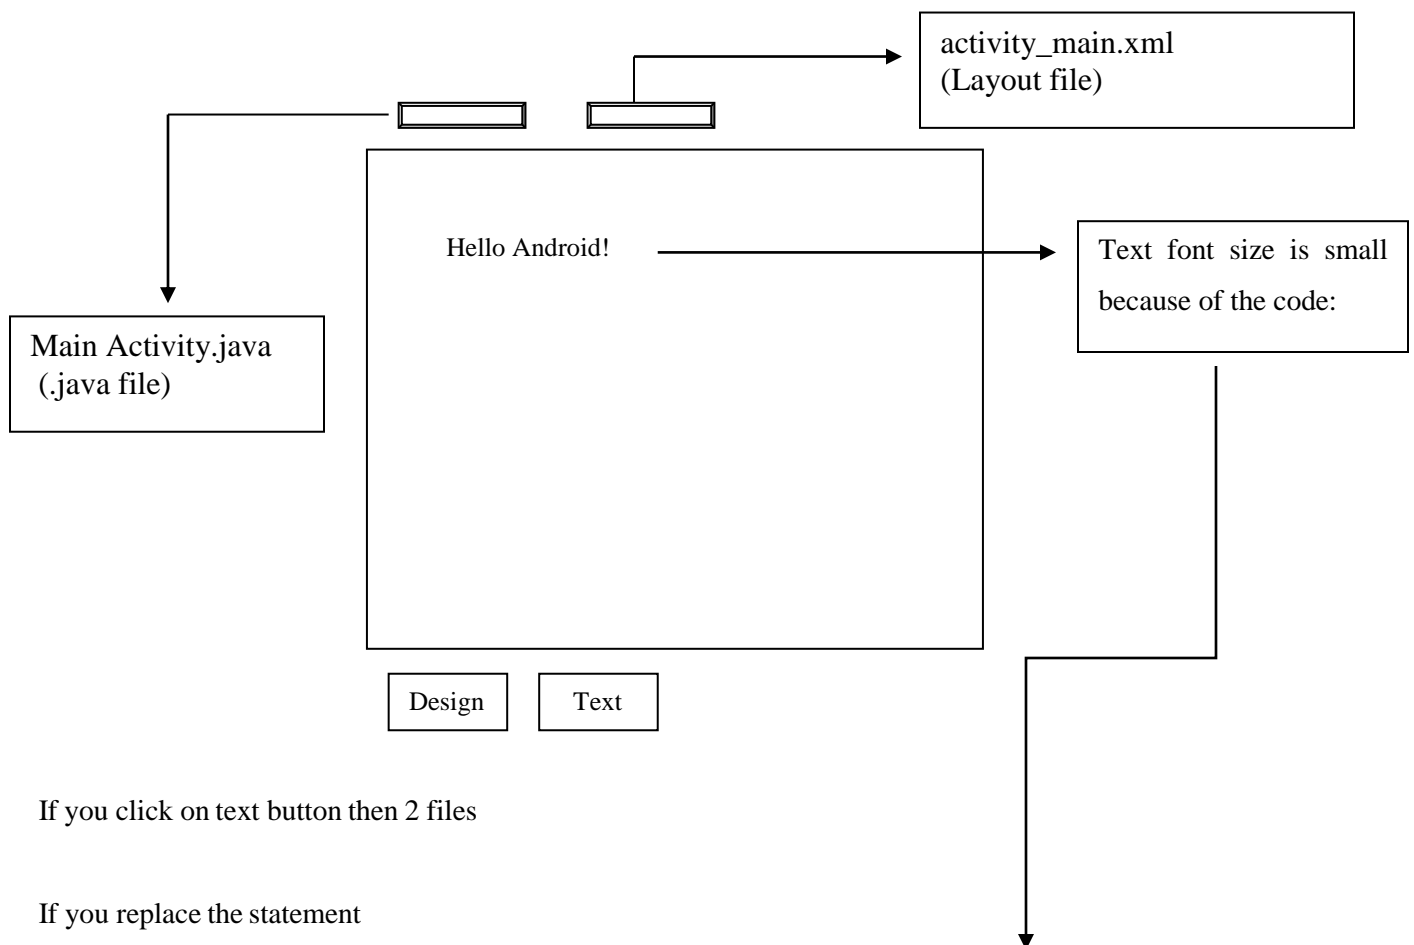 activity_main.xml
(Layout file)
Hello Android!
Text font size is small
because of the code:
Main Activity.java
(.java file)
Design
Text
If you click on text button then 2 files
If you replace the statement